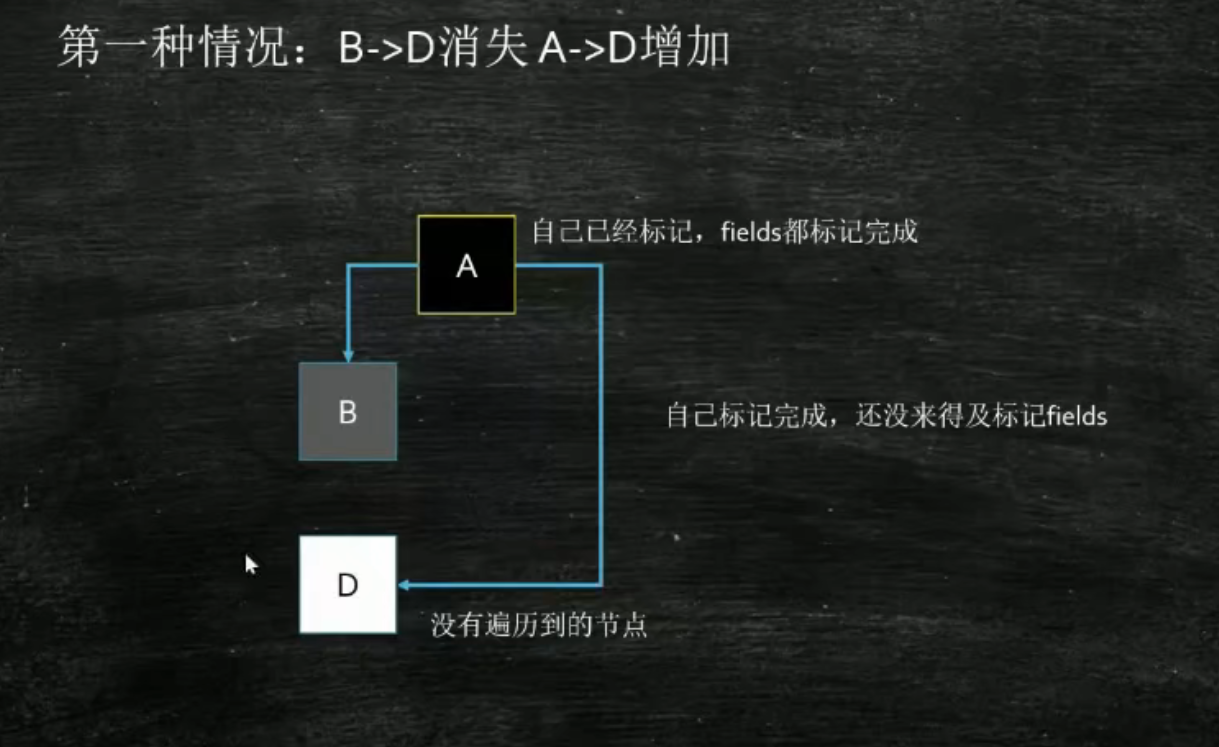 第一种情况：B->D消失 A->D增加
A
自己已经标记，fields都标记完成
B
自己标记完成，还没来得及标记fields
D
没有遍历到的节点